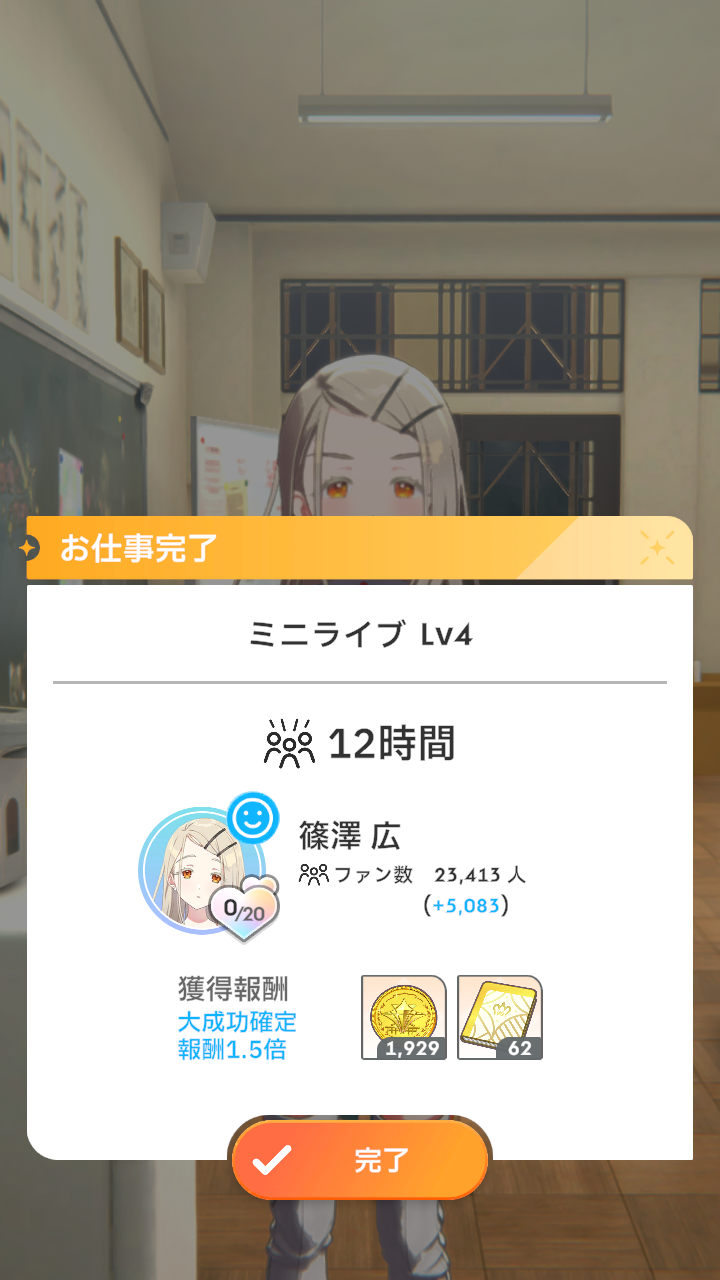 お仕事完了
ミニライブ Lv4
12時間
篠澤 広
ファン数 23,413 人
(+5,083)
0/20
獲得報酬
大成功確定
報酬1.5倍
1,929
62
完了